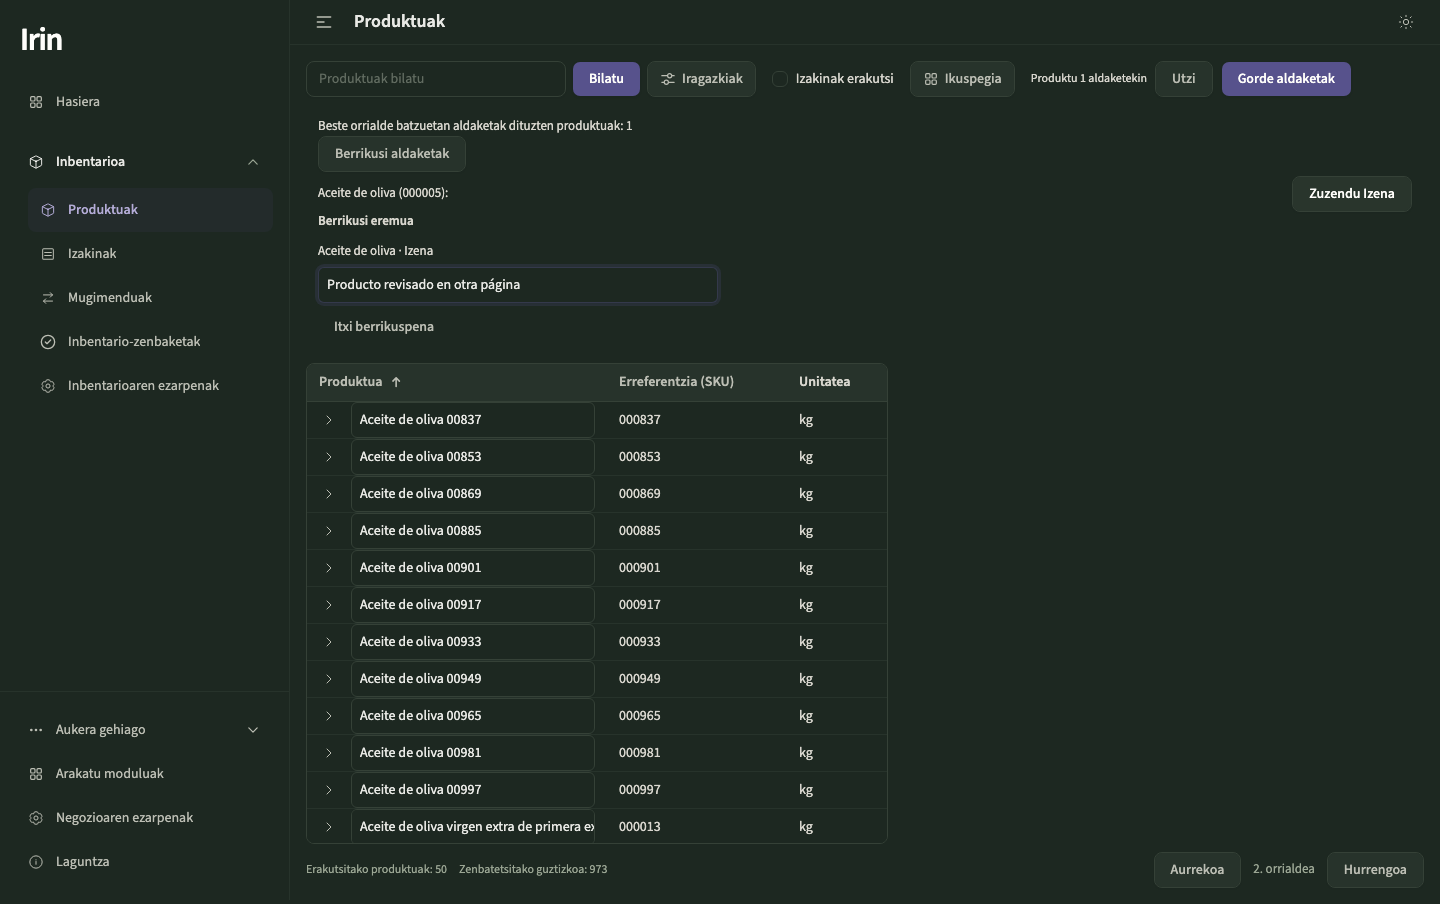 Irin
Hasiera
Inbentarioa
Produktuak
Izakinak
Mugimenduak
Inbentario-zenbaketak
Inbentarioaren ezarpenak
Aukera gehiago
Arakatu moduluak
Negozioaren ezarpenak
Laguntza
Produktuak
Produktuak bilatu Bilatu Iragazkiak Izakinak erakutsi Ikuspegia Produktu 1 aldaketekin Utzi Gorde aldaketak
Beste orrialde batzuetan aldaketak dituzten produktuak: 1
Berrikusi aldaketak
Aceite de oliva (000005): Zuzendu Izena
Berrikusi eremua
Aceite de oliva · Izena
Producto revisado en otra página
Itxi berrikuspena
Produktua Erreferentzia (SKU) Unitatea
Aceite de oliva 00837 000837 kg
Aceite de oliva 00853 000853 kg
Aceite de oliva 00869 000869 kg
Aceite de oliva 00885 000885 kg
Aceite de oliva 00901 000901 kg
Aceite de oliva 00917 000917 kg
Aceite de oliva 00933 000933 kg
Aceite de oliva 00949 000949 kg
Aceite de oliva 00965 000965 kg
Aceite de oliva 00981 000981 kg
Aceite de oliva 00997 000997 kg
Aceite de oliva virgen extra de primera ex 000013 kg
Erakutsitako produktuak: 50 Zenbatetsitako guztizkoa: 973 Aurrekoa 2. orrialdea Hurrengoa